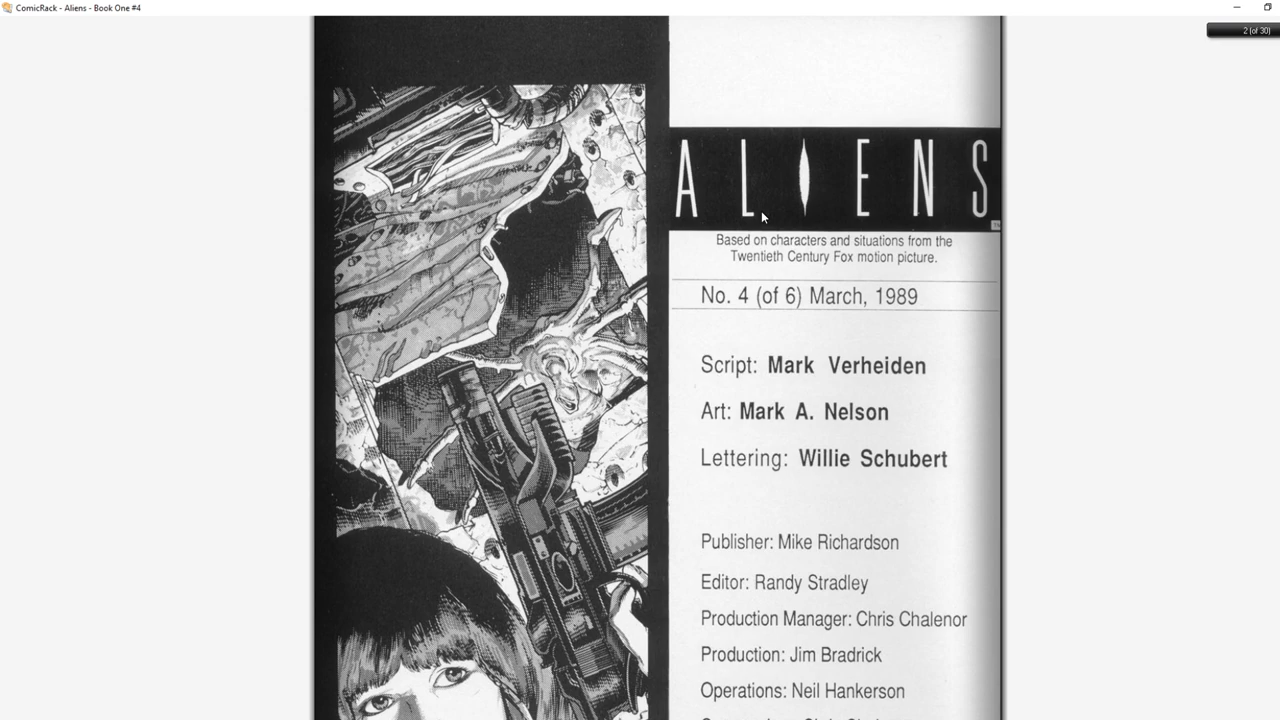 ComicRack - Aliens - Book One #4
2 (of 30)
ALIENS
Based on characters and situations from the
Twentieth Century Fox motion picture.
No. 4 (of 6) March, 1989
Script: Mark Verheiden
Art: Mark A. Nelson
Lettering: Willie Schubert
Publisher: Mike Richardson
Editor: Randy Stradley
Production Manager: Chris Chalenor
Production: Jim Bradrick
Operations: Neil Hankerson